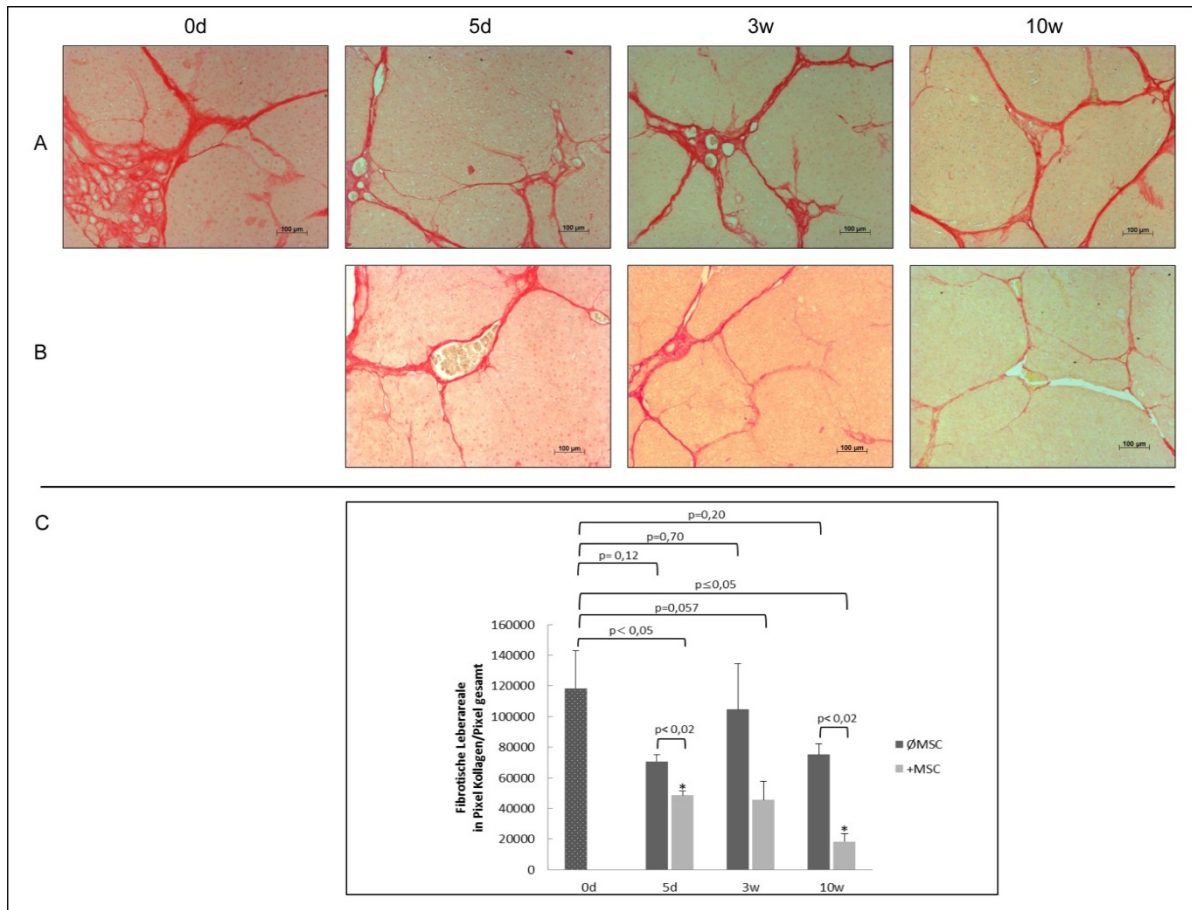 0d 5d 3w 10w
A
100 µm 100 µm 100 µm 100 µm
B
100 µm 100 µm 100 µm
C
p=0,20
p=0,70
p= 0,12
p≤0,05
p=0,057
p< 0,05
Fibrotische Leberareale
in Pixel Kollagen/Pixel gesamt
160000
140000
120000
100000
80000
60000
40000
20000
0
p< 0,02
*
p< 0,02
*
ØMSC
+MSC
0d 5d 3w 10w